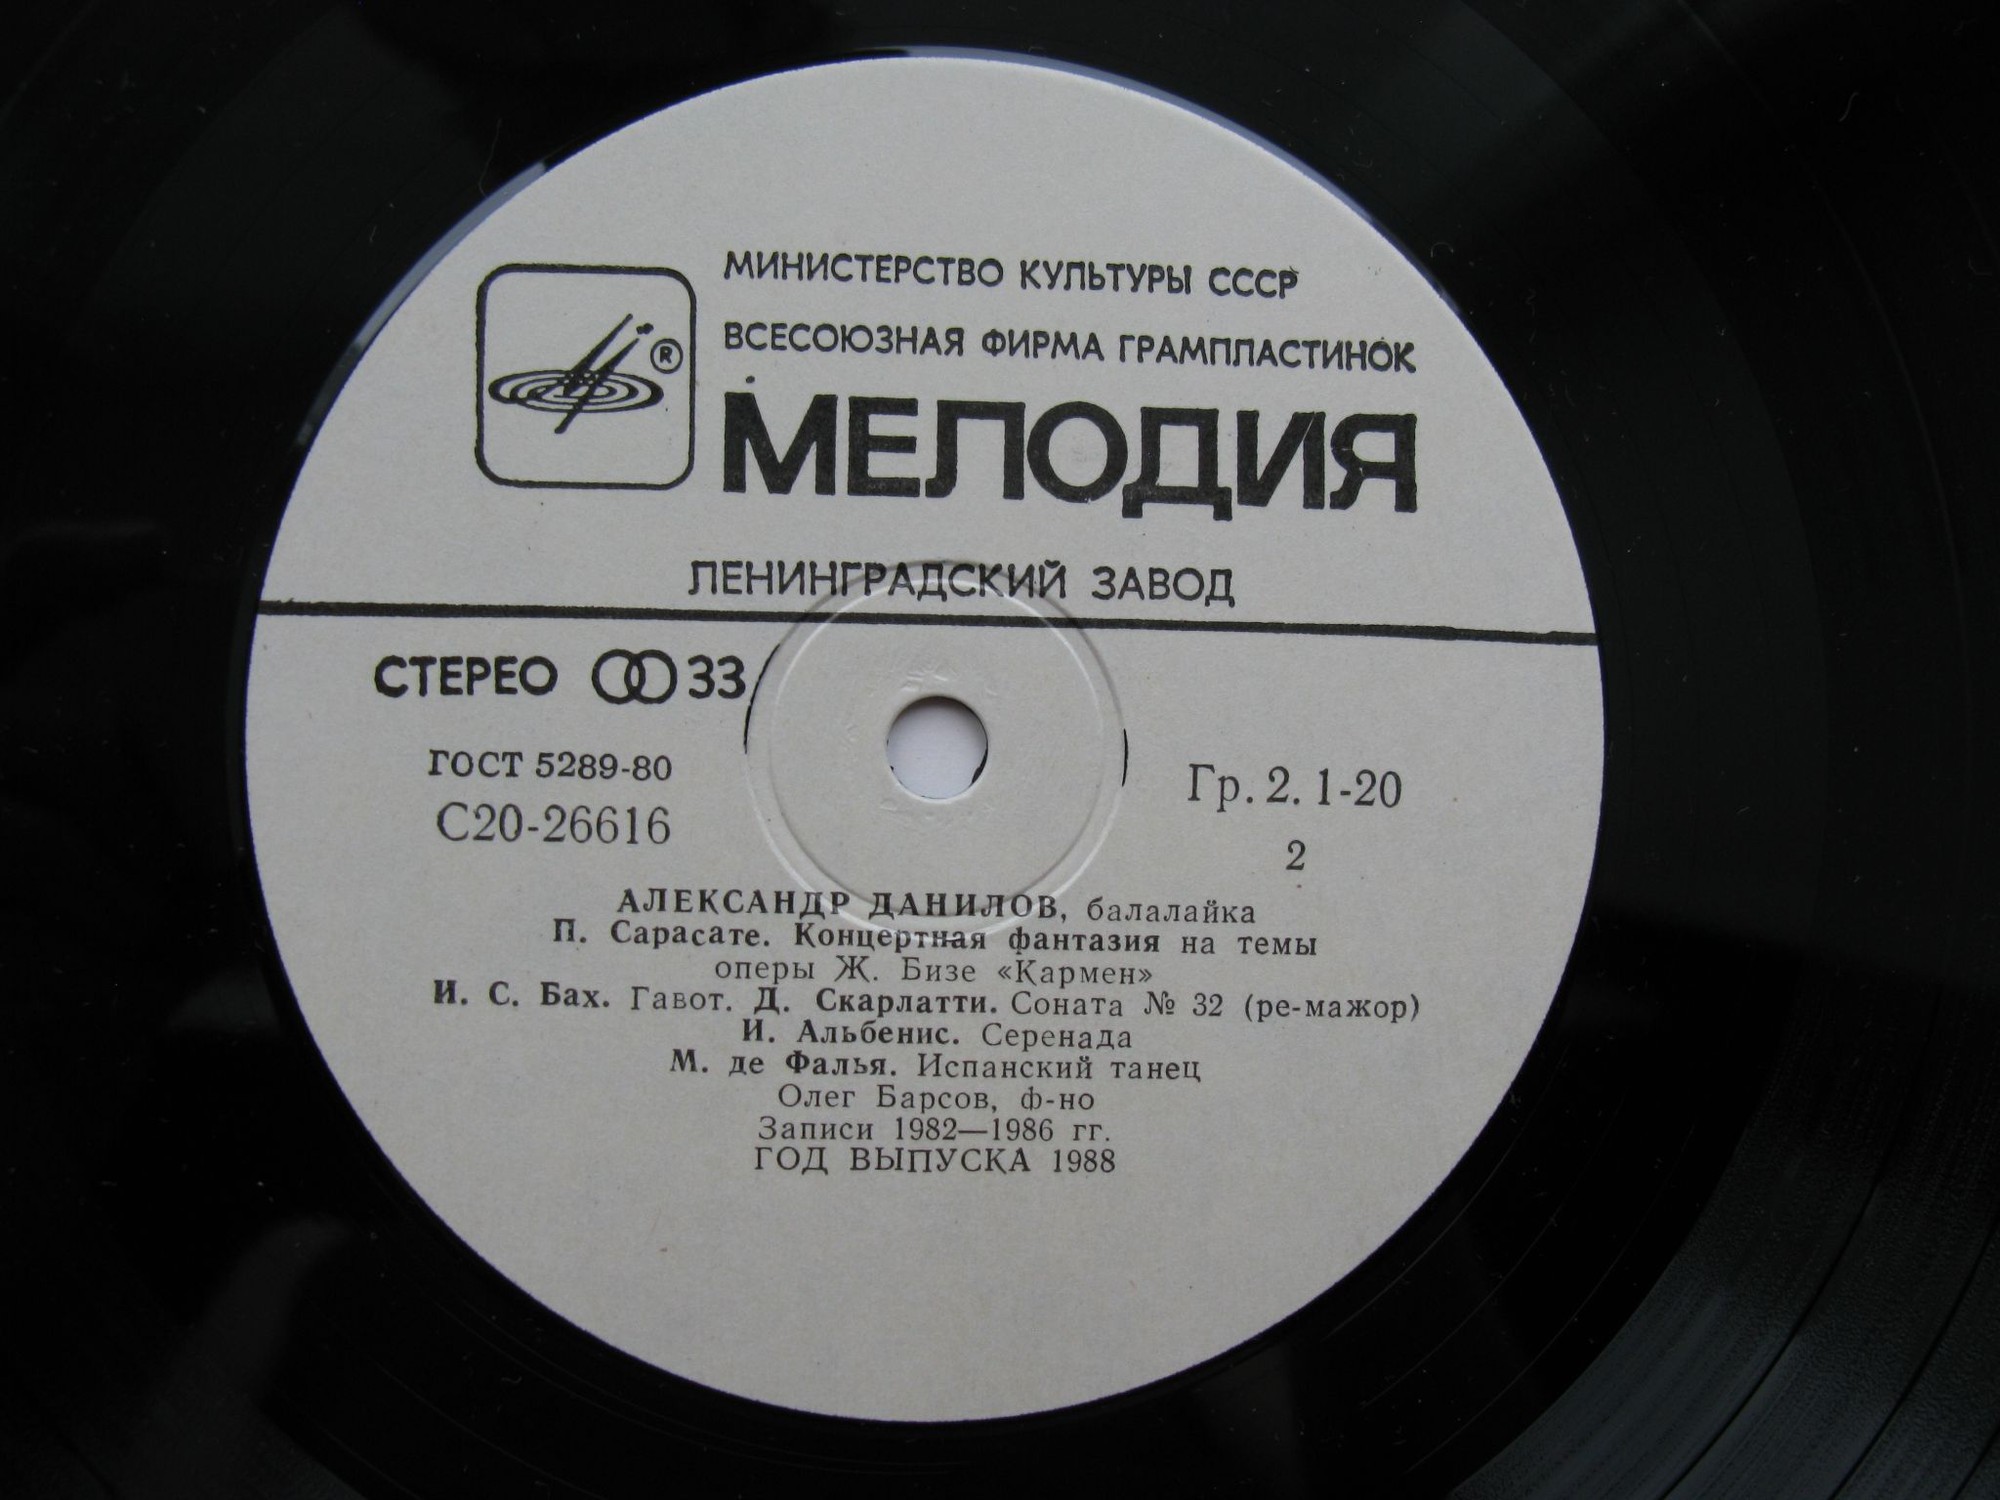 МИНИСТЕРСТВО КУЛЬТУРЫ СССР
ВСЕСОЮЗНАЯ ФИРМА ГРАМПЛАСТИНОК
®
МЕЛОДИЯ
ЛЕНИНГРАДСКИЙ ЗАВОД
СТЕРЕО 33
ГОСТ 5289-80
С20-26616
Гр. 2. 1-20
2
АЛЕКСАНДР ДАНИЛОВ, балалайка
П. Сарасате. Концертная фантазия на темы
оперы Ж. Бизе «Кармен»
И. С. Бах. Гавот. Д. Скарлатти. Соната № 32 (ре-мажор)
И. Альбенис. Серенада
М. де Фалья. Испанский танец
Олег Барсов, ф-но
Записи 1982—1986 гг.
ГОД ВЫПУСКА 1988